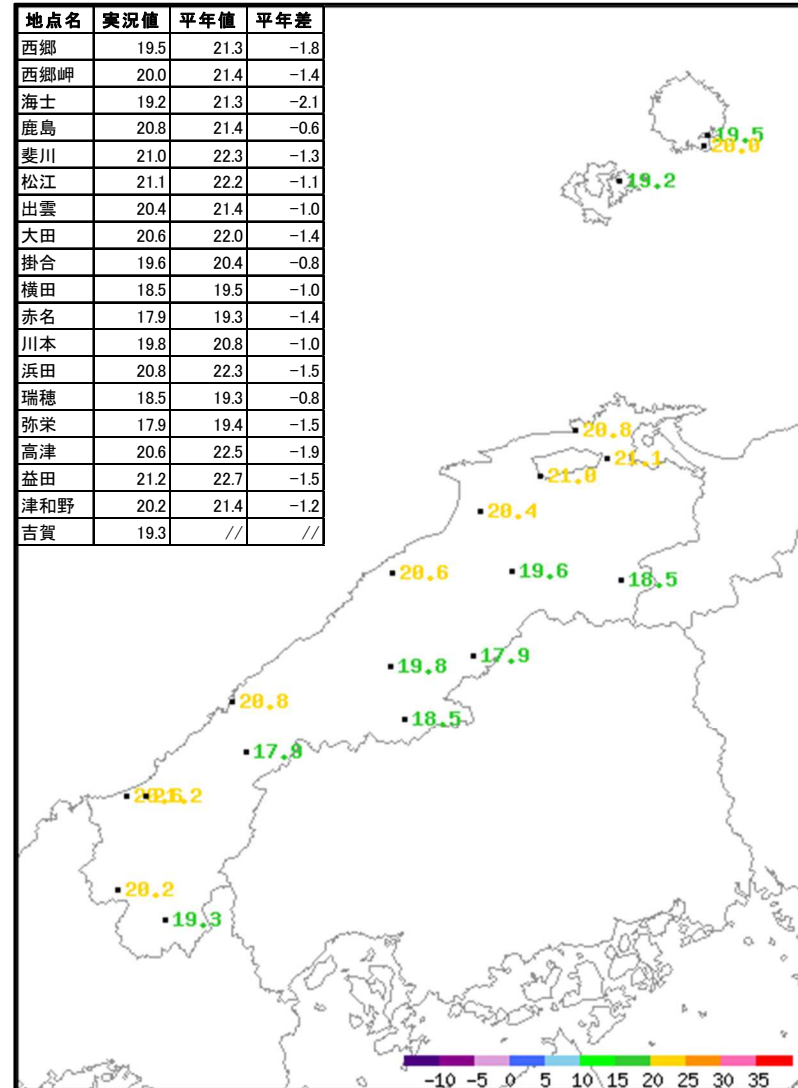 地点名 実況値 平年値 平年差
西郷 19.5 21.3 −1.8
西郷岬 20.0 21.4 −1.4
海士 19.2 21.3 −2.1
鹿島 20.8 21.4 −0.6
斐川 21.0 22.3 −1.3
松江 21.1 22.2 −1.1
出雲 20.4 21.4 −1.0
大田 20.6 22.0 −1.4
掛合 19.6 20.4 −0.8
横田 18.5 19.5 −1.0
赤名 17.9 19.3 −1.4
川本 19.8 20.8 −1.0
浜田 20.8 22.3 −1.5
瑞穂 18.5 19.3 −0.8
弥栄 17.9 19.4 −1.5
高津 20.6 22.5 −1.9
益田 21.2 22.7 −1.5
津和野 20.2 21.4 −1.2
吉賀 19.3 // //
19.5
20.0
19.2
20.8
21.1
21.0
20.4
20.6
19.6
18.5
17.9
19.8
20.8
18.5
17.9
20.6 21.2
20.2
19.3
−10 −5 0 5 10 15 20 25 30 35